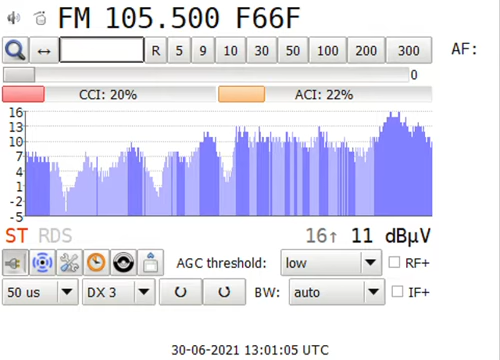 FM 105.500 F66F
↔ R 5 9 10 30 50 100 200 300 AF:
0
CCI: 20% ACI: 22%
16
13
10
7
4
1
-2
-5
ST RDS 16↑ 11 dBµV
AGC threshold: low RF+
50 us DX 3 BW: auto IF+
30-06-2021 13:01:05 UTC